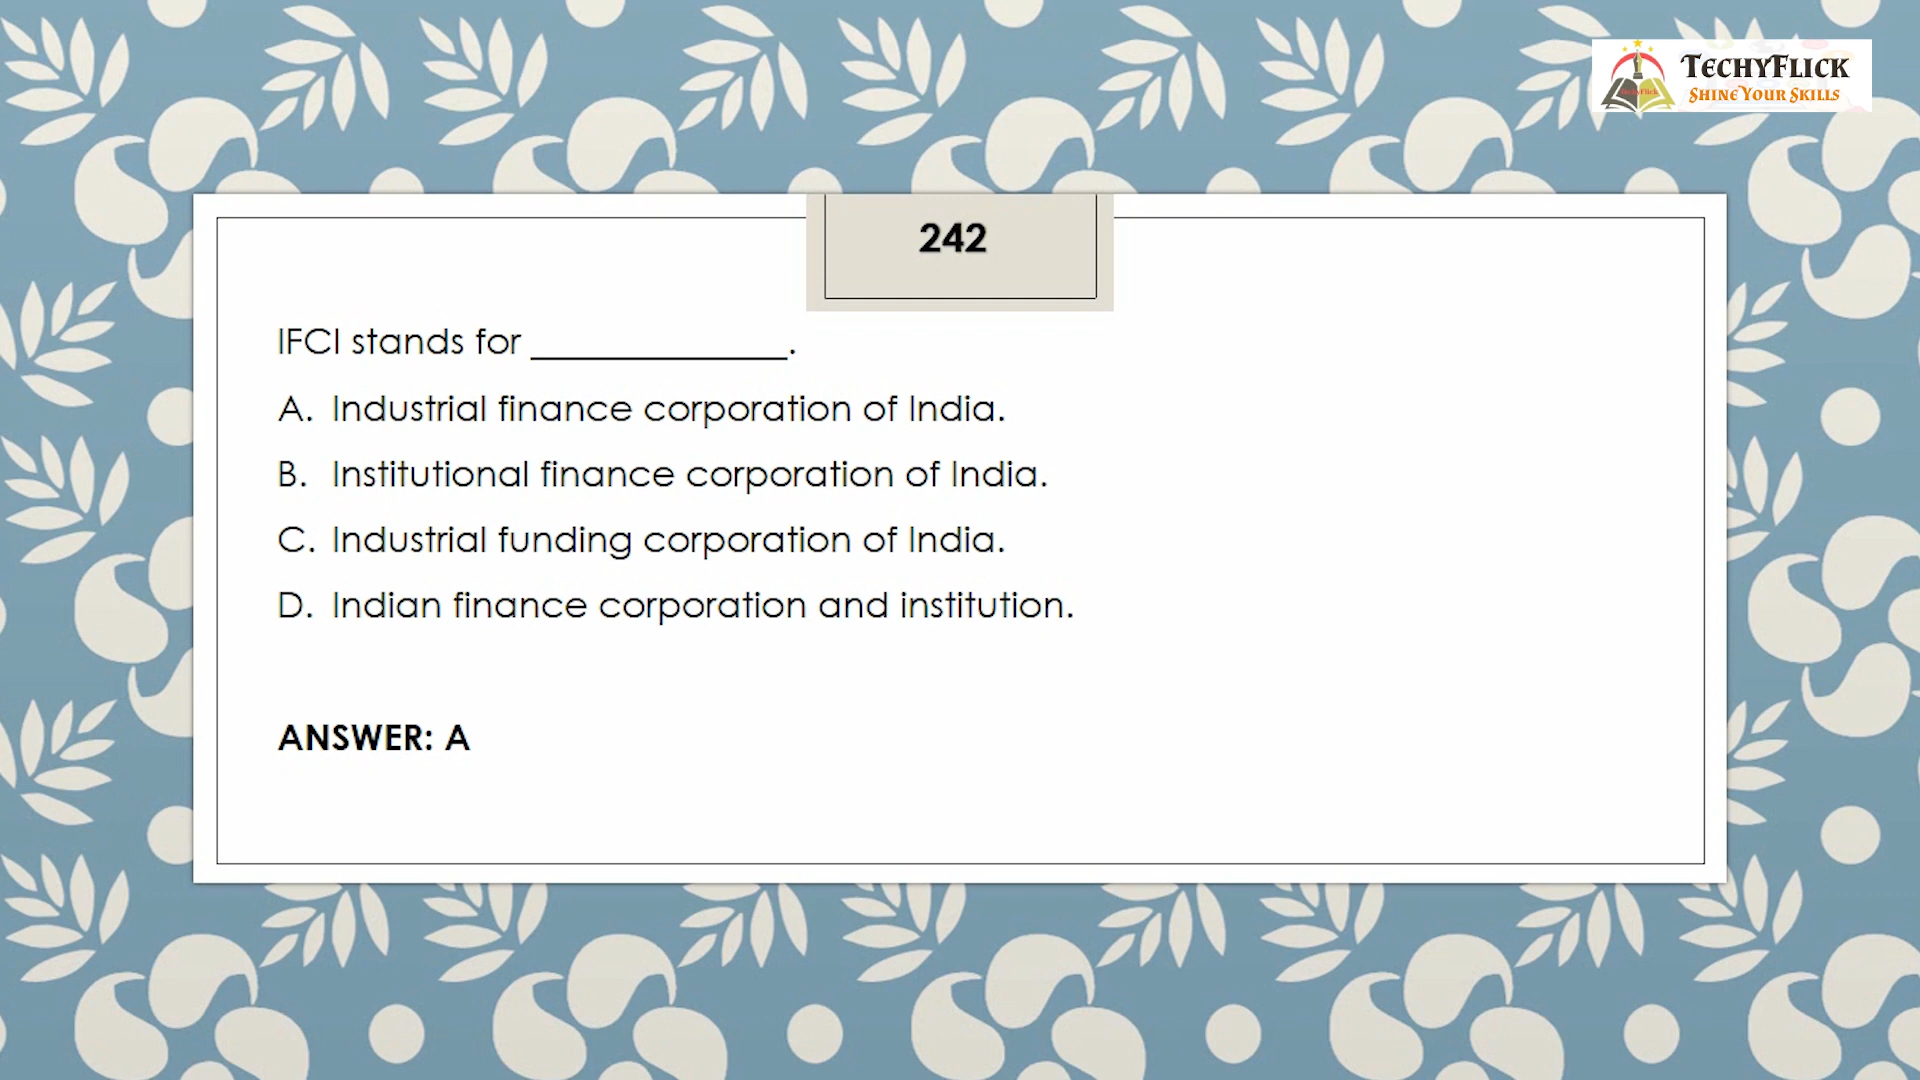 TECHYFLICK
SHINE YOUR SKILLS
242
IFCI stands for ______________.
A. Industrial finance corporation of India.
B. Institutional finance corporation of India.
C. Industrial funding corporation of India.
D. Indian finance corporation and institution.
ANSWER: A